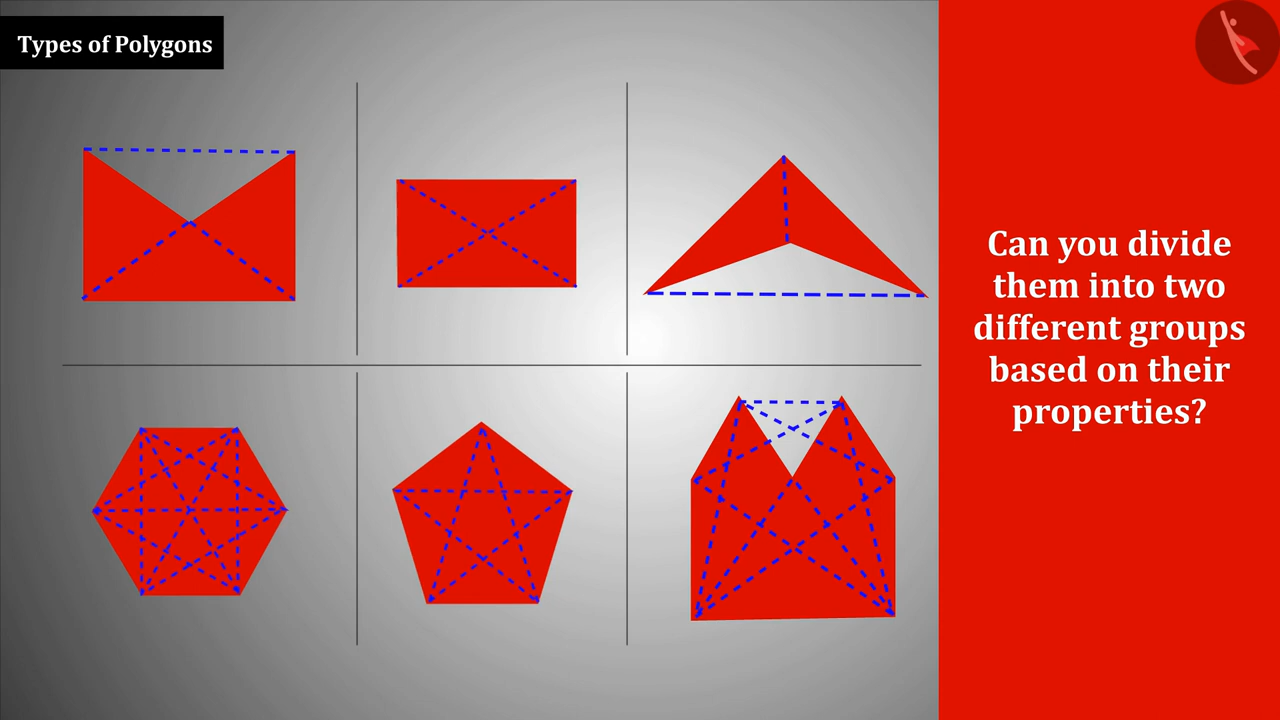 Types of Polygons
Can you divide
them into two
different groups
based on their
properties?